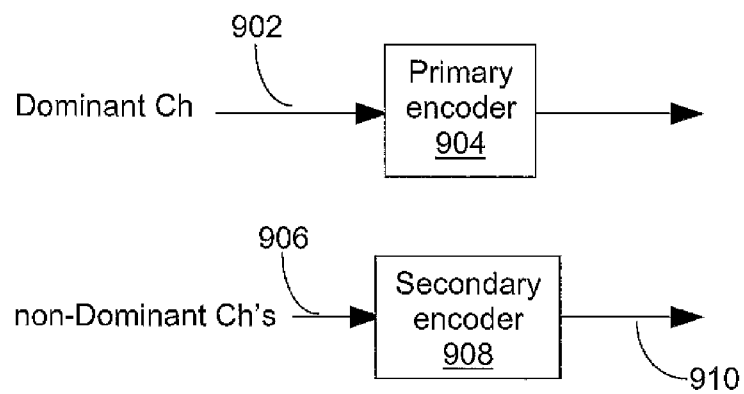 902
Dominant Ch
Primary
encoder
904
906
non-Dominant Ch's
Secondary
encoder
908
910